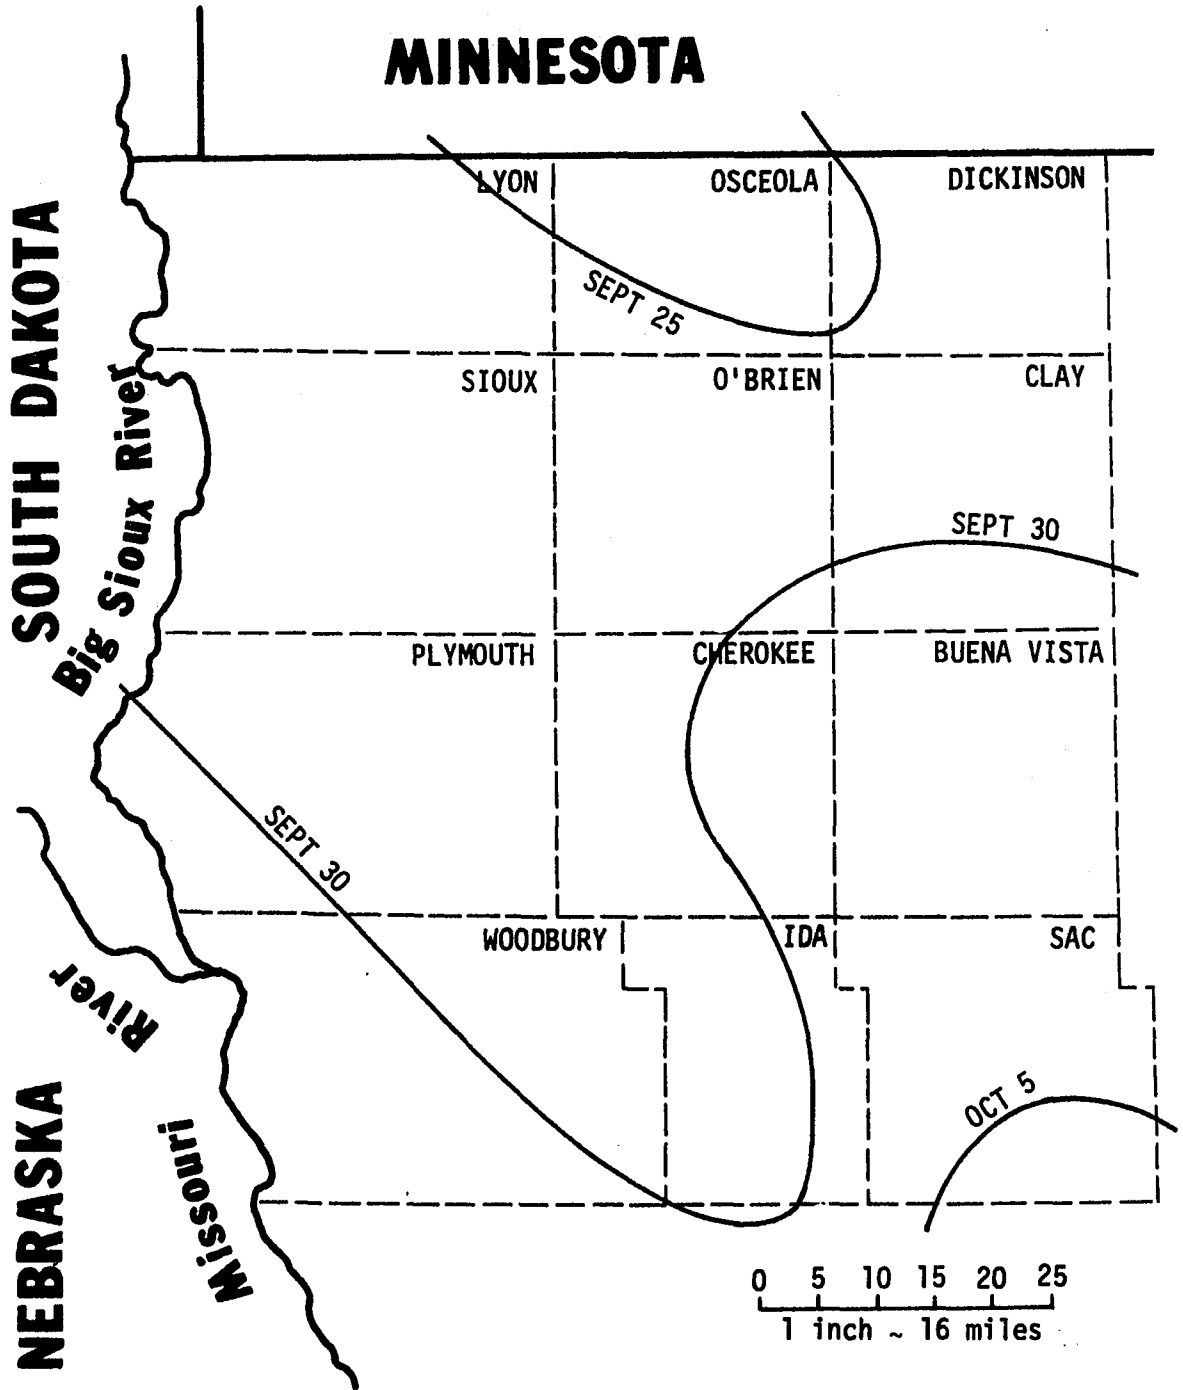 MINNESOTA
LYON
OSCEOLA
DICKINSON
SOUTH DAKOTA
SEPT 25
SIOUX
O'BRIEN
CLAY
Big Sioux River
SEPT 30
PLYMOUTH
CHEROKEE
BUENA VISTA
SEPT 30
WOODBURY
IDA
SAC
Missouri River
OCT 5
NEBRASKA
0 5 10 15 20 25
1 inch ~ 16 miles